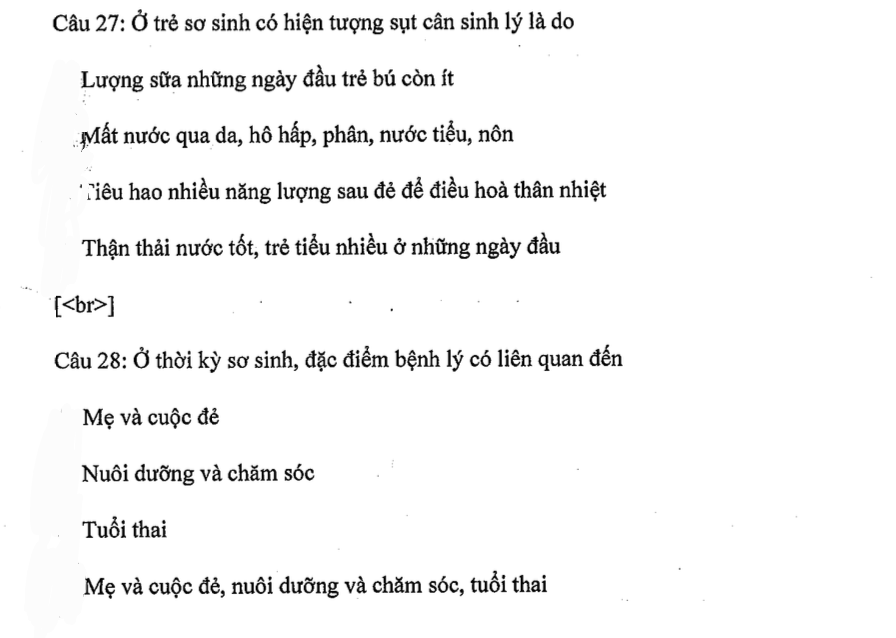 Câu 27: Ở trẻ sơ sinh có hiện tượng sụt cân sinh lý là do
Lượng sữa những ngày đầu trẻ bú còn ít
Mất nước qua da, hô hấp, phân, nước tiểu, nôn
Tiêu hao nhiều năng lượng sau đẻ để điều hoà thân nhiệt
Thận thải nước tốt, trẻ tiểu nhiều ở những ngày đầu
[<br>]
Câu 28: Ở thời kỳ sơ sinh, đặc điểm bệnh lý có liên quan đến
Mẹ và cuộc đẻ
Nuôi dưỡng và chăm sóc
Tuổi thai
Mẹ và cuộc đẻ, nuôi dưỡng và chăm sóc, tuổi thai